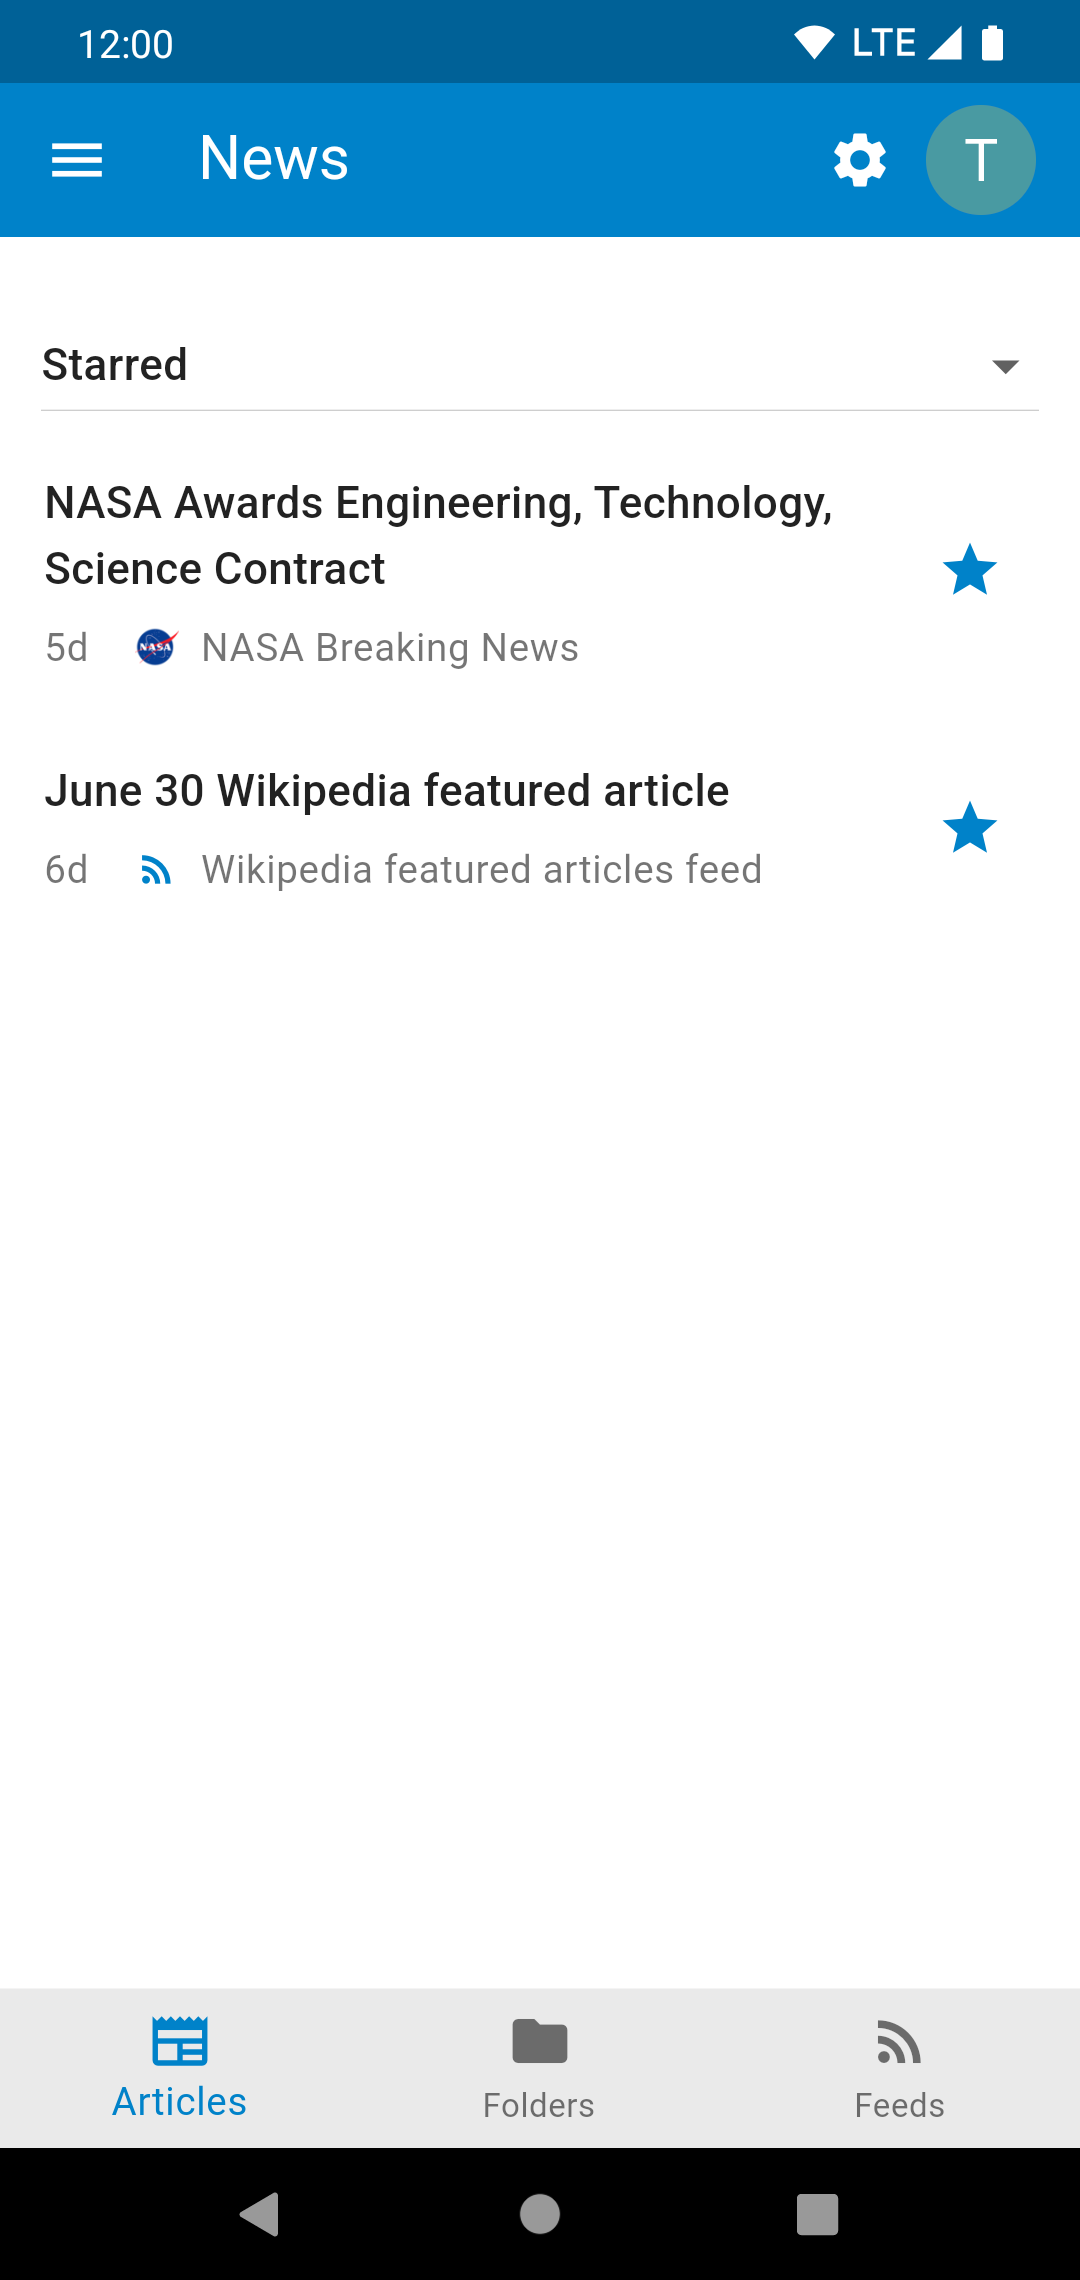 12:00 LTE
News T
Starred
NASA Awards Engineering, Technology,
Science Contract
5d NASA NASA Breaking News
June 30 Wikipedia featured article
6d Wikipedia featured articles feed
Articles Folders Feeds